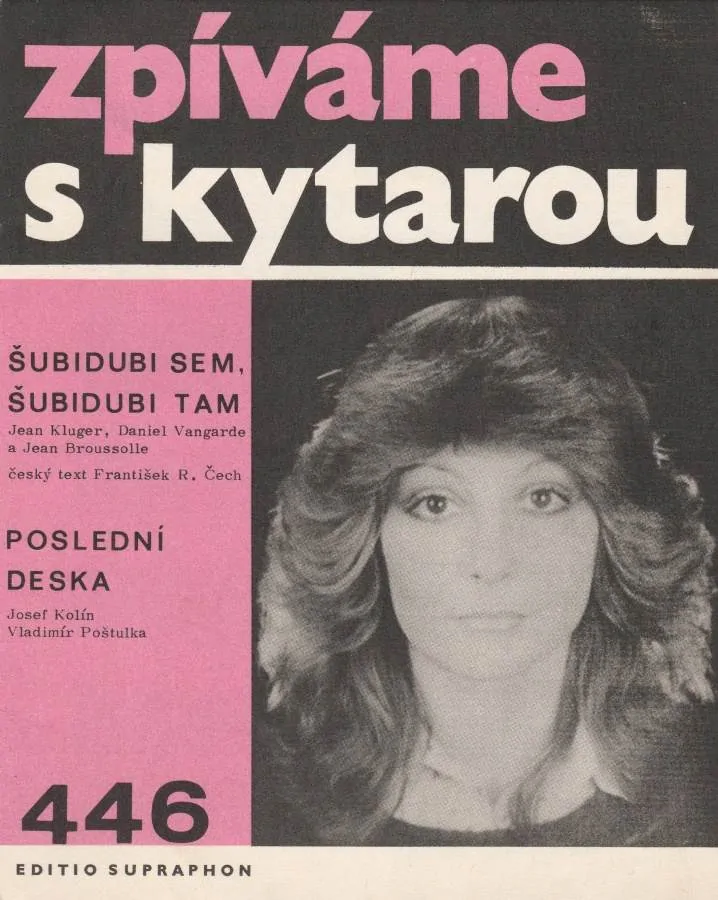 zpíváme
s kytarou
ŠUBIDUBI SEM,
ŠUBIDUBI TAM
Jean Kluger, Daniel Vangarde
a Jean Broussolle
český text František R. Čech
POSLEDNÍ
DESKA
Josef Kolín
Vladimír Poštulka
446
EDITIO SUPRAPHON